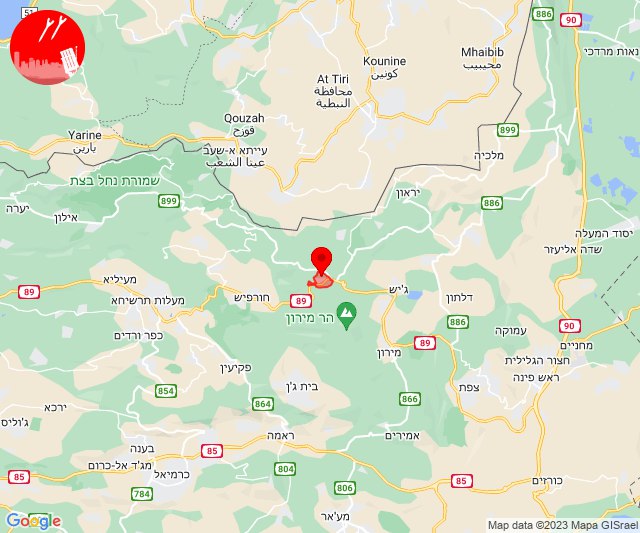 51
886
90
נאות מרדכי
Mhaibib
محيبيب
Kounine
كونين
At Tiri
محافظة
النبطية
Qouzah
قوزح
Yarine
يارين
899
עייתא א-שעב
عيتا الشعب
מלכיה
שמורת נחל בצת
יראון
899
886
יערה
אילון
יסוד המעלה
שדה אליעזר
מעיליא
89
ג'יש
דלתון
חורפיש
89
מעלות תרשיחא
הר מירון
886
90
כפר ורדים
עמוקה
מחניים
מירון
89
חצור הגלילית
ראש פינה
פקיעין
בית ג'ן
צפת
854
864
866
ירכא
ג'וליס
ראמה
אמירים
בענה
85
מג'ד אל-כרום
כרמיאל
804
85
85
806
כורזים
784
מע'אר
Google
Map data ©2023 Mapa GISrael